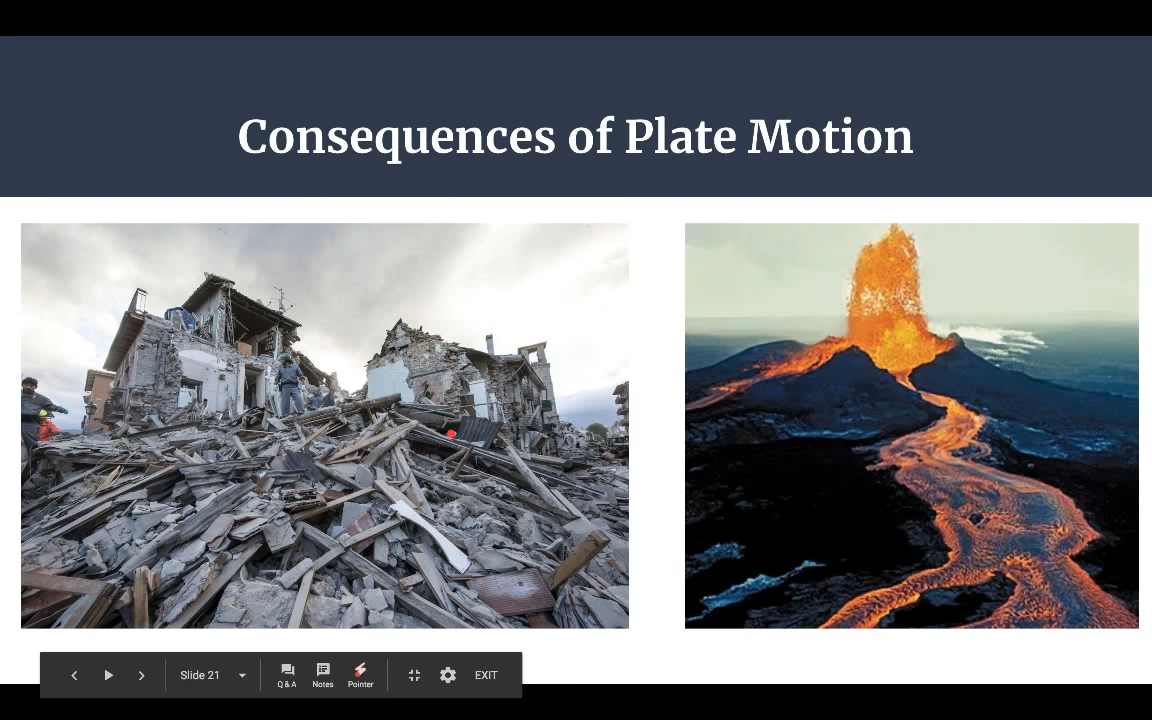 Consequences of Plate Motion
Slide 21
Q & A
Notes
Pointer
EXIT